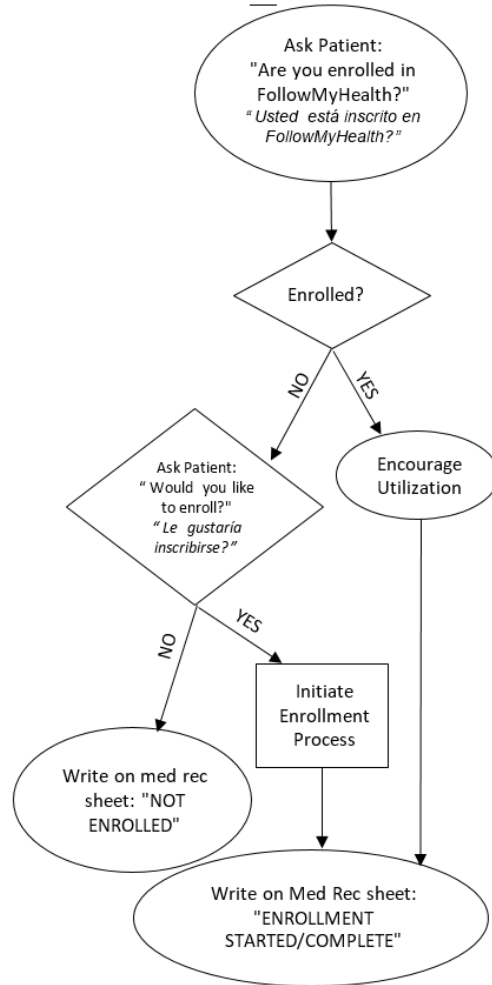 Ask Patient:
"Are you enrolled in
FollowMyHealth?"
“ Usted está inscrito en
FollowMyHealth?”
Enrolled?
NO
YES
Ask Patient:
“ Would you like
to enroll?"
“ Le gustaría
inscribirse?”
Encourage
Utilization
NO
YES
Initiate
Enrollment
Process
Write on med rec
sheet: "NOT
ENROLLED"
Write on Med Rec sheet:
"ENROLLMENT
STARTED/COMPLETE"